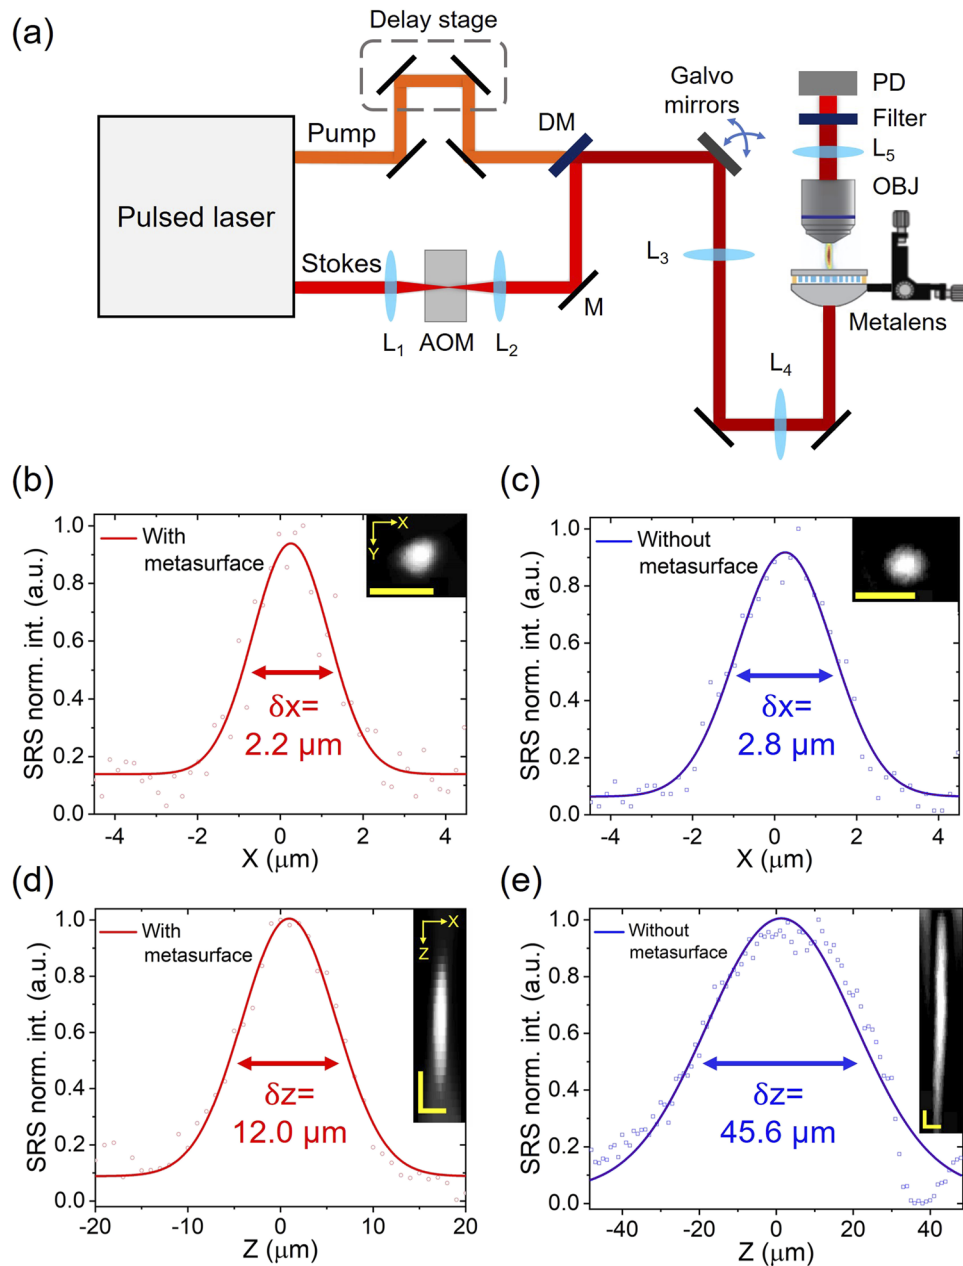 (a)
Delay stage
Pump
DM
Galvo
mirrors
PD
Filter
L5
OBJ
Pulsed laser
Stokes
L1
AOM
L2
M
L3
Metalens
L4
(b)
SRS norm. int. (a.u.)
1.0
0.8
0.6
0.4
0.2
0.0
With
metasurface
X
Y
δx=
2.2 µm
-4
-2
0
2
4
X (µm)
(c)
SRS norm. int. (a.u.)
1.0
0.8
0.6
0.4
0.2
0.0
Without
metasurface
δx=
2.8 µm
-4
-2
0
2
4
X (µm)
(d)
SRS norm. int. (a.u.)
1.0
0.8
0.6
0.4
0.2
0.0
With
metasurface
X
Z
δz=
12.0 µm
-20
-10
0
10
20
Z (µm)
(e)
SRS norm. int. (a.u.)
1.0
0.8
0.6
0.4
0.2
0.0
Without
metasurface
δz=
45.6 µm
-40
-20
0
20
40
Z (µm)